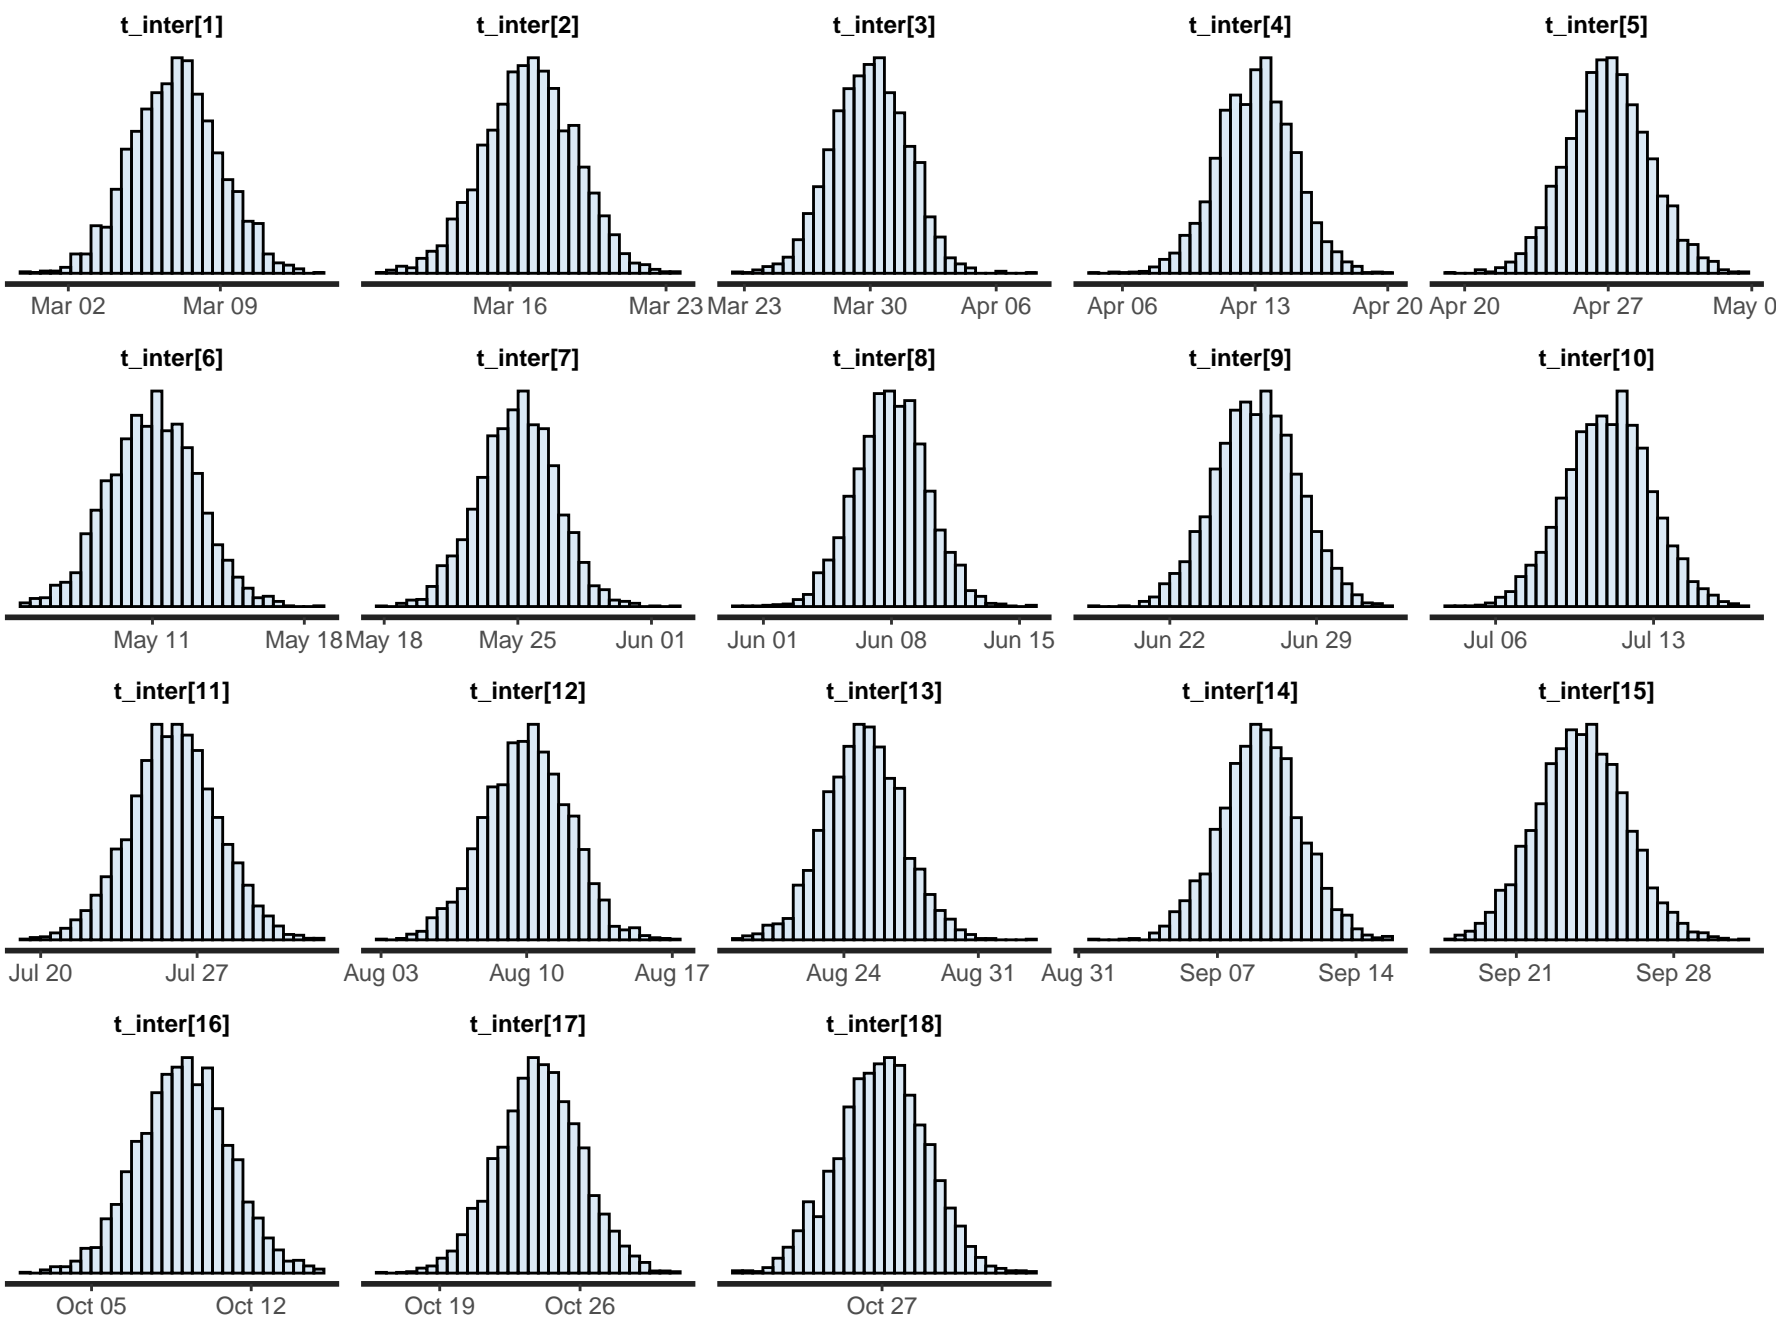 t_inter[1] t_inter[2] t_inter[3] t_inter[4] t_inter[5]
Mar 02 Mar 09 Mar 16 Mar 23 Mar 23 Mar 30 Apr 06 Apr 06 Apr 13 Apr 20 Apr 20 Apr 27 May 0
t_inter[6] t_inter[7] t_inter[8] t_inter[9] t_inter[10]
May 11 May 18 May 18 May 25 Jun 01 Jun 01 Jun 08 Jun 15 Jun 22 Jun 29 Jul 06 Jul 13
t_inter[11] t_inter[12] t_inter[13] t_inter[14] t_inter[15]
Jul 20 Jul 27 Aug 03 Aug 10 Aug 17 Aug 24 Aug 31 Aug 31 Sep 07 Sep 14 Sep 21 Sep 28
t_inter[16] t_inter[17] t_inter[18]
Oct 05 Oct 12 Oct 19 Oct 26 Oct 27